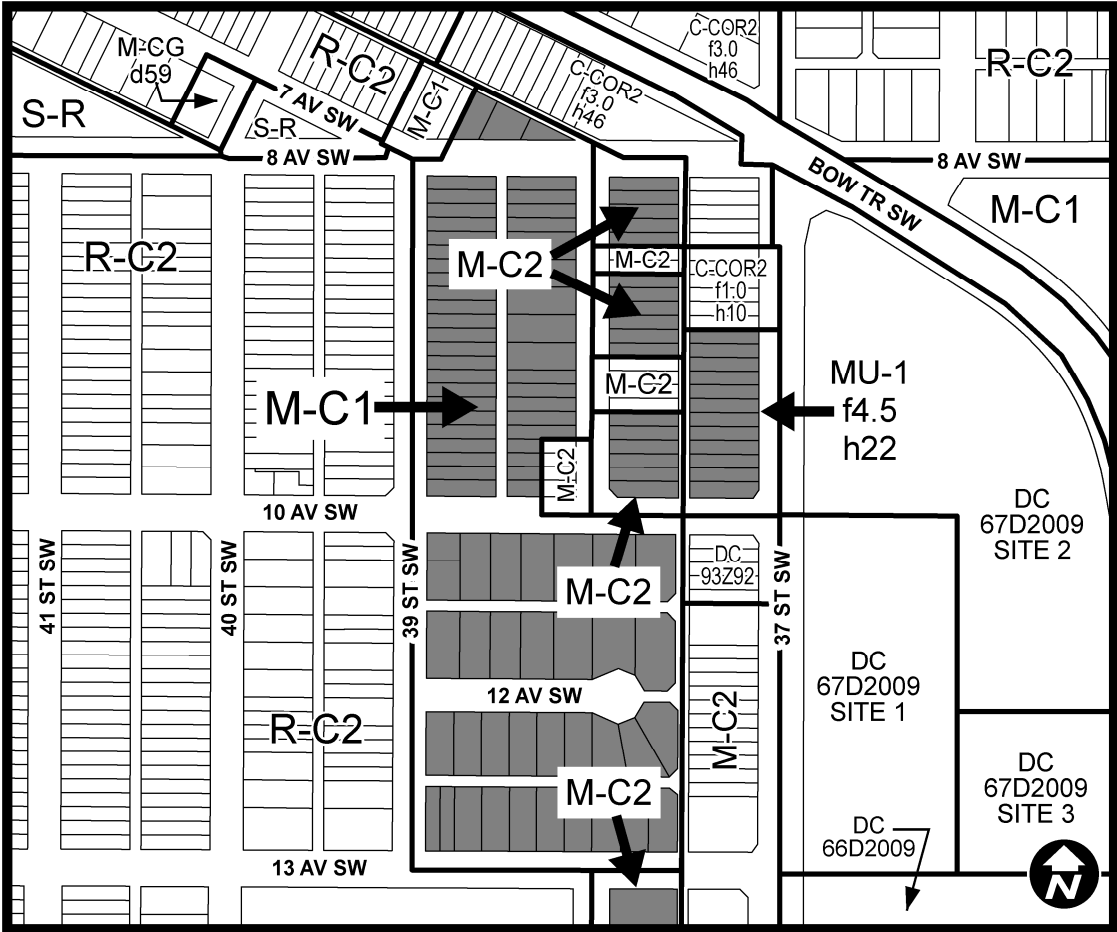 M-CG
d59
R-C2
M-C1
C-COR2
f3.0
h46
C-COR2
f3.0
h46
R-C2
S-R
7 AV SW
S-R
8 AV SW
8 AV SW
BOW TR SW
M-C1
R-C2
M-C2
M-C2
C-COR2
f1.0
h10
M-C2
M-C1
MU-1
f4.5
h22
M-C2
10 AV SW
DC
67D2009
SITE 2
41 ST SW
40 ST SW
39 ST SW
M-C2
DC
93Z92
37 ST SW
DC
67D2009
SITE 1
12 AV SW
R-C2
M-C2
M-C2
DC
67D2009
SITE 3
DC
66D2009
13 AV SW
N